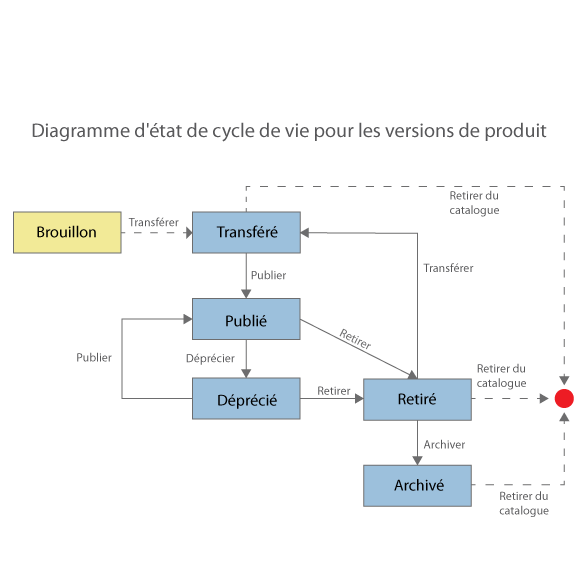 Diagramme d'état de cycle de vie pour les versions de produit
Retirer du
catalogue
Brouillon
Transférer
Transféré
Publier
Transférer
Publié
Retirer
Publier
Déprécier
Retirer du
catalogue
Déprécié
Retirer
Retiré
Archiver
Archivé
Retirer du
catalogue